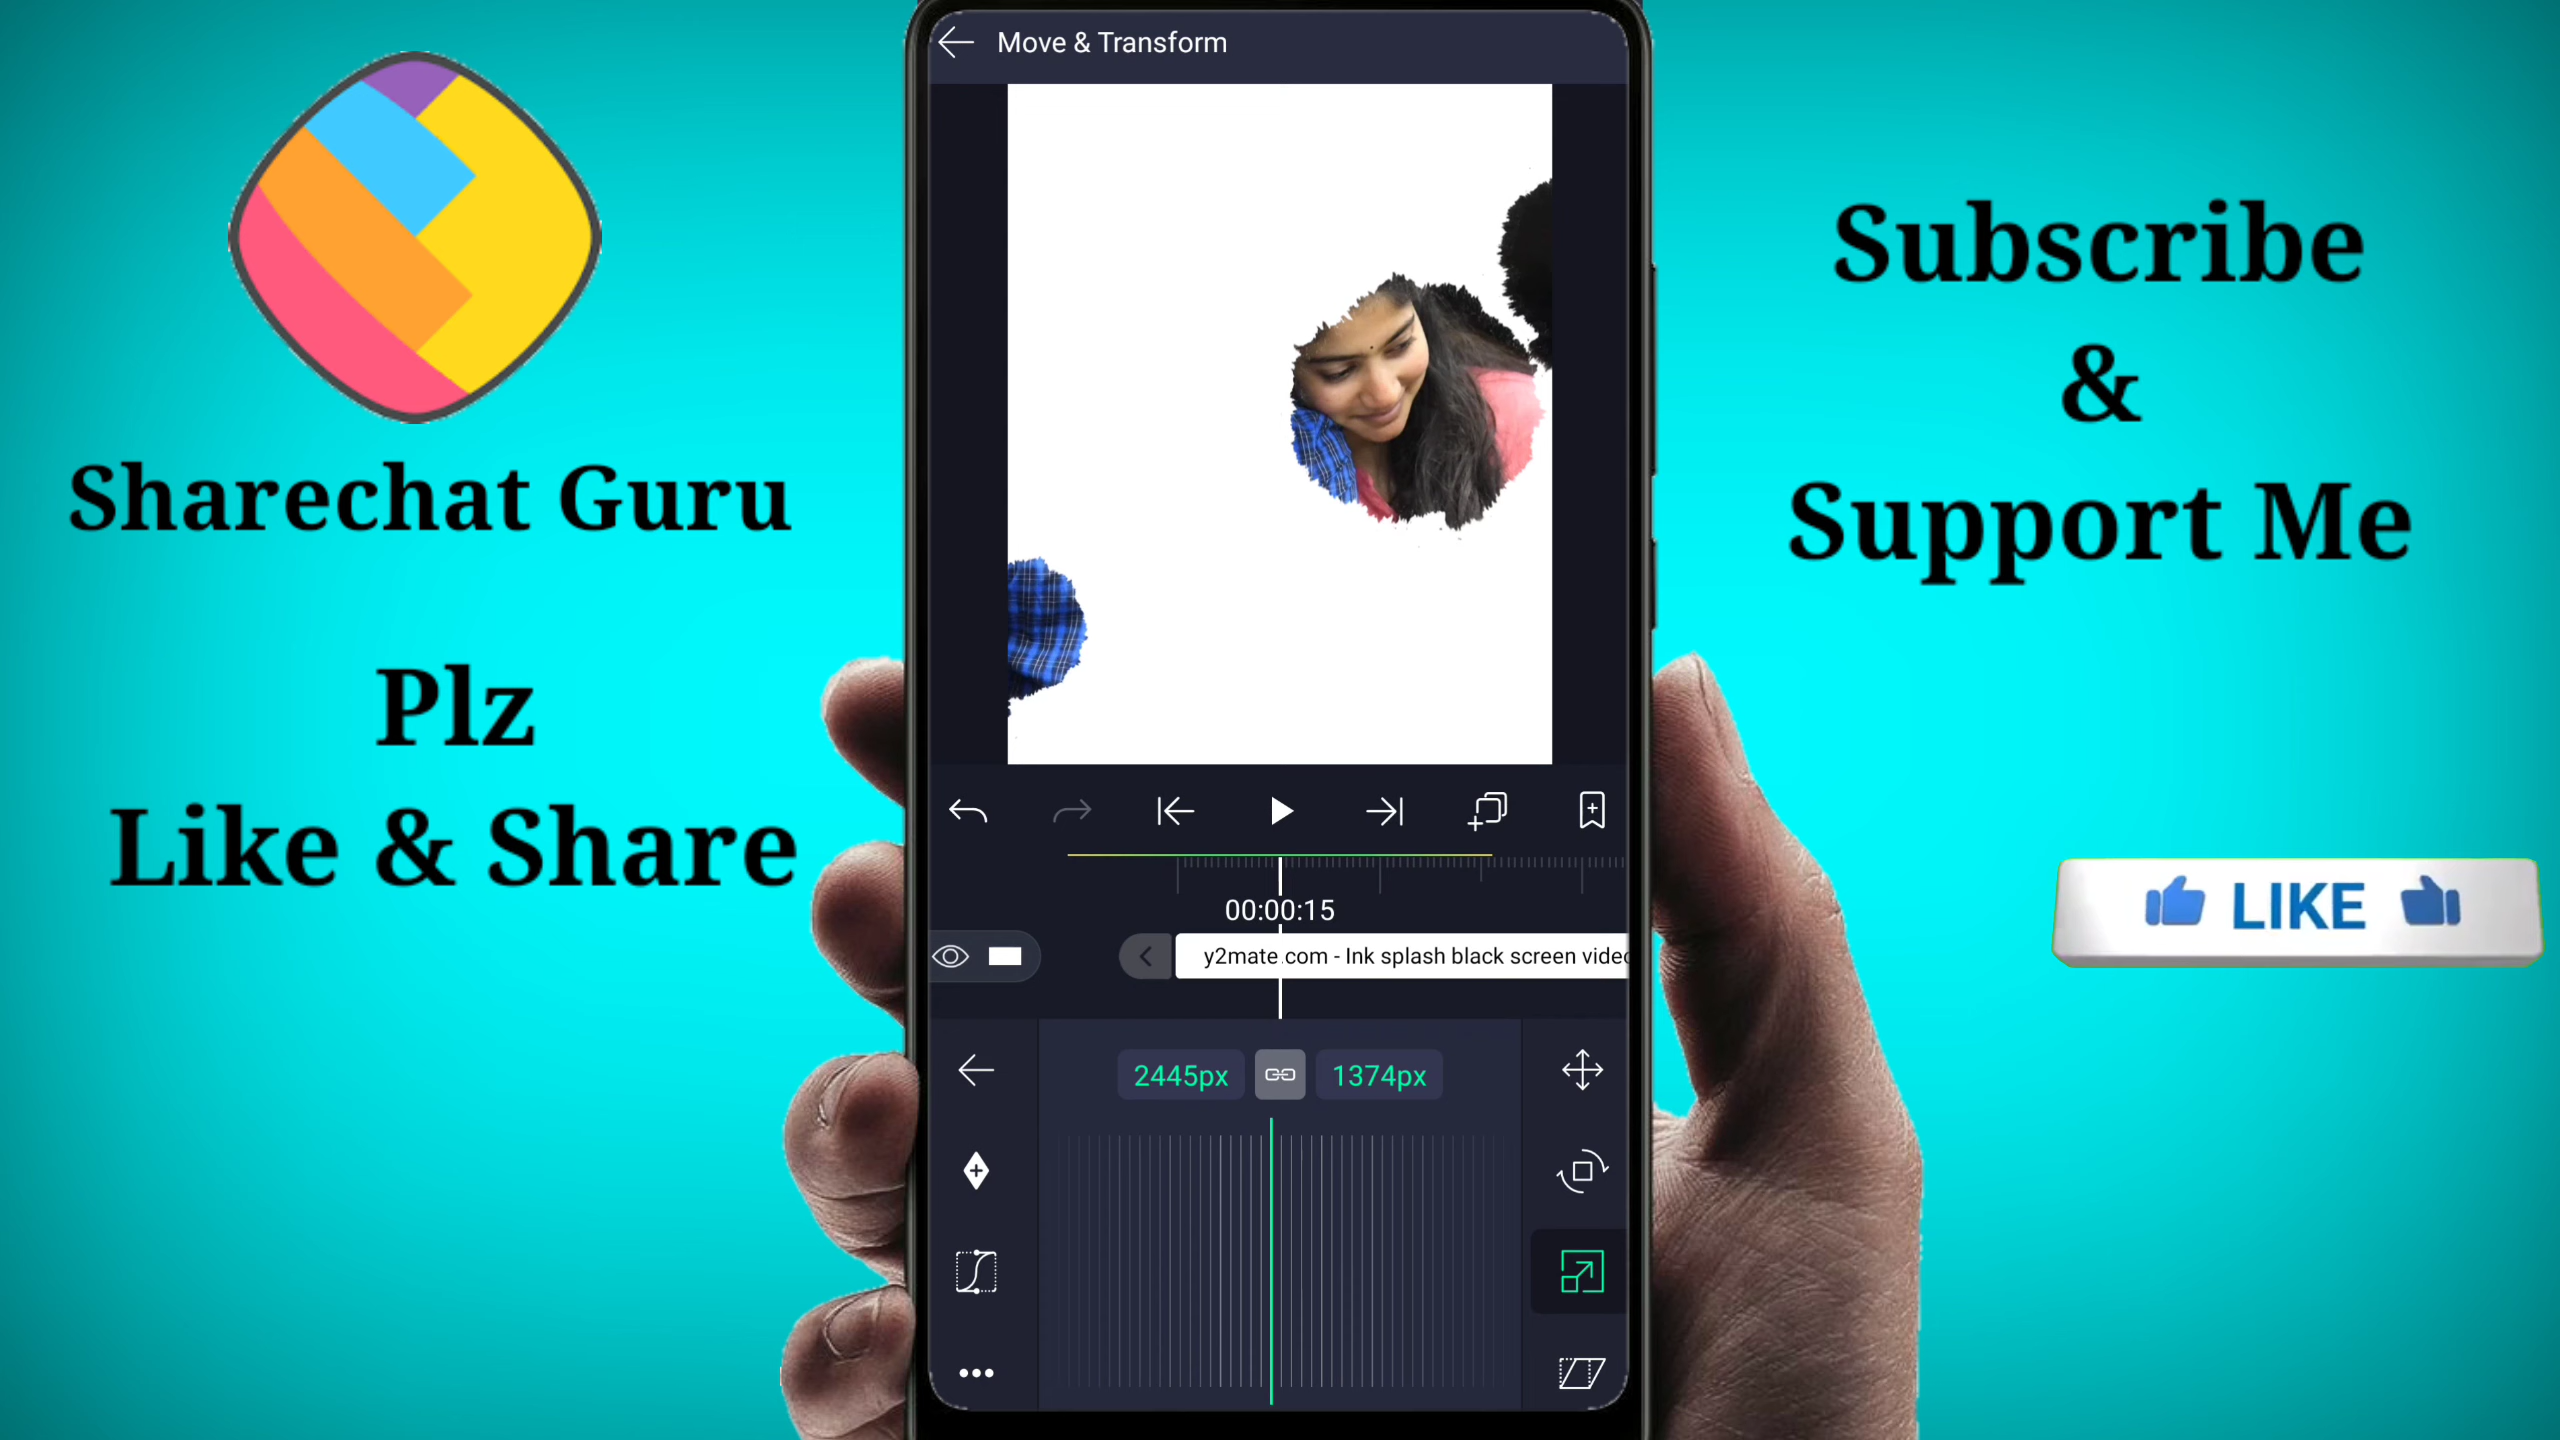 Move & Transform
Sharechat Guru
Plz
Like & Share
Subscribe
&
Support Me
LIKE
00:00:15
y2mate.com - Ink splash black screen vide
2445px
1374px